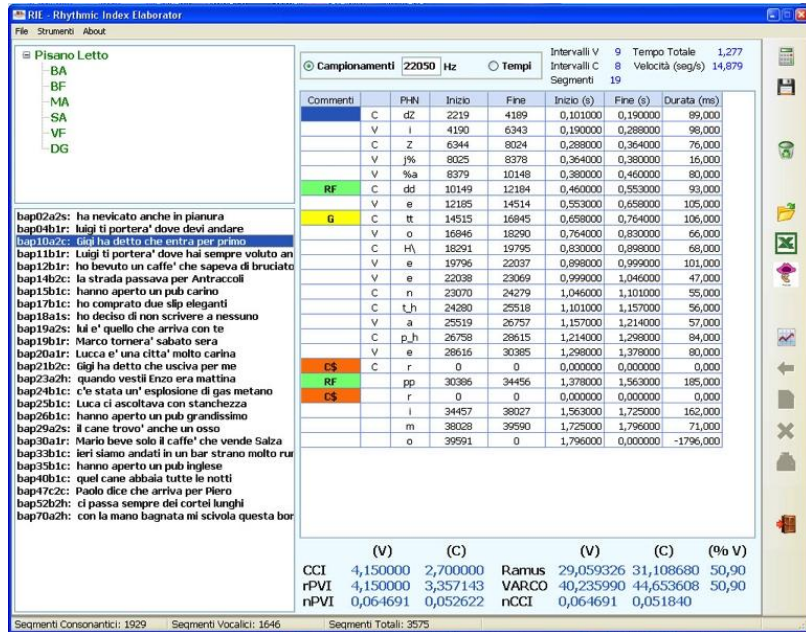 RIE - Rhythmic Index Elaborator
File Strumenti About
Pisano Letto
BA
BF
MA
SA
VF
DG
Campionamenti 22050 Hz Tempi
Intervalli V 9 Tempo Totale 1,277
Intervalli C 8 Velocità (seg/s) 14,879
Segmenti 19
bap02a2s: ha nevicato anche in pianura
bap04b1r: luigi ti portera' dove devi andare
bap10a2c: Gigi ha detto che entra per primo
bap11b1r: Luigi ti portera' dove hai sempre voluto an
bap12b1r: ho bevuto un caffe' che sapeva di bruciato
bap14b2c: la strada passava per Antraccoli
bap15b1c: hanno aperto un pub carino
bap17b1c: ho comprato due slip eleganti
bap18a1s: ho deciso di non scrivere a nessuno
bap19a2s: lui e' quello che arriva con te
bap19b1r: Marco tornera' sabato sera
bap20a1r: Lucca e' una citta' molto carina
bap21b2c: Gigi ha detto che usciva per me
bap23a2h: quando vestii Enzo era mattina
bap24b1c: c'e stata un' esplosione di gas metano
bap25b1c: Luca ci ascoltava con stanchezza
bap26b1c: hanno aperto un pub grandissimo
bap29a2s: il cane trovo' anche un osso
bap30a1r: Mario beve solo il caffe' che vende Salza
bap33b1c: ieri siamo andati in un bar strano molto rur
bap35b1c: hanno aperto un pub inglese
bap40b1c: quel cane abbaia tutte le notti
bap47c2c: Paolo dice che arriva per Piero
bap52b2h: ci passa sempre dei cortei lunghi
bap70a2h: con la mano bagnata mi scivola questa bor
Commenti PHN Inizio Fine Inizio (s) Fine (s) Durata (ms)
C dZ 2219 4189 0,101000 0,190000 89,000
V i 4190 6343 0,190000 0,288000 98,000
C Z 6344 8024 0,288000 0,364000 76,000
V j% 8025 8378 0,364000 0,380000 16,000
V %a 8379 10148 0,380000 0,460000 80,000
RF C dd 10149 12184 0,460000 0,553000 93,000
V e 12185 14514 0,553000 0,658000 105,000
G C tt 14515 16845 0,658000 0,764000 106,000
V o 16846 18290 0,764000 0,830000 66,000
C H\ 18291 19795 0,830000 0,898000 68,000
V e 19796 22037 0,898000 0,999000 101,000
V e 22038 23069 0,999000 1,046000 47,000
C n 23070 24279 1,046000 1,101000 55,000
C t_h 24280 25518 1,101000 1,157000 56,000
V a 25519 26757 1,157000 1,214000 57,000
C p_h 26758 28615 1,214000 1,298000 84,000
V e 28616 30385 1,298000 1,378000 80,000
C$ C r 0 0 0,000000 0,000000 0,000
RF pp 30386 34456 1,378000 1,563000 185,000
C$ r 0 0 0,000000 0,000000 0,000
i 34457 38027 1,563000 1,725000 162,000
m 38028 39590 1,725000 1,796000 71,000
o 39591 0 1,796000 0,000000 -1796,000
(V) (C) (V) (C) (% V)
CCI 4,150000 2,700000 Ramus 29,059326 31,108680 50,90
rPVI 4,150000 3,357143 VARCO 40,235990 44,653608 50,90
nPVI 0,064691 0,052622 nCCI 0,064691 0,051840
Segmenti Consonantici: 1929 Segmenti Vocalici: 1646 Segmenti Totali: 3575